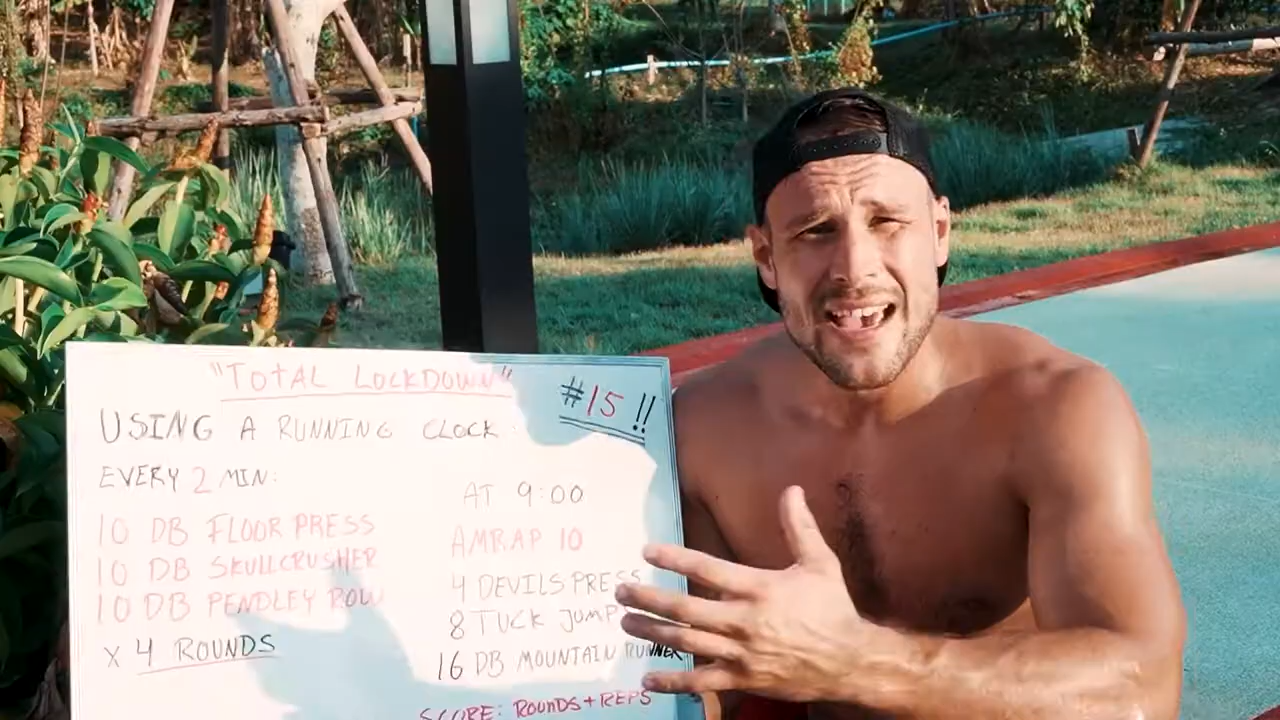 "TOTAL LOCKDOWN"
#15!!
USING A RUNNING CLOCK
EVERY 2 MIN:
10 DB FLOOR PRESS
10 DB SKULLCRUSHER
10 DB PENDLEY ROW
x 4 ROUNDS
AT 9:00
AMRAP 10
4 DEVILS PRESS
8 TUCK JUMP
16 DB MOUNTAIN RUNNER
SCORE: ROUNDS + REPS